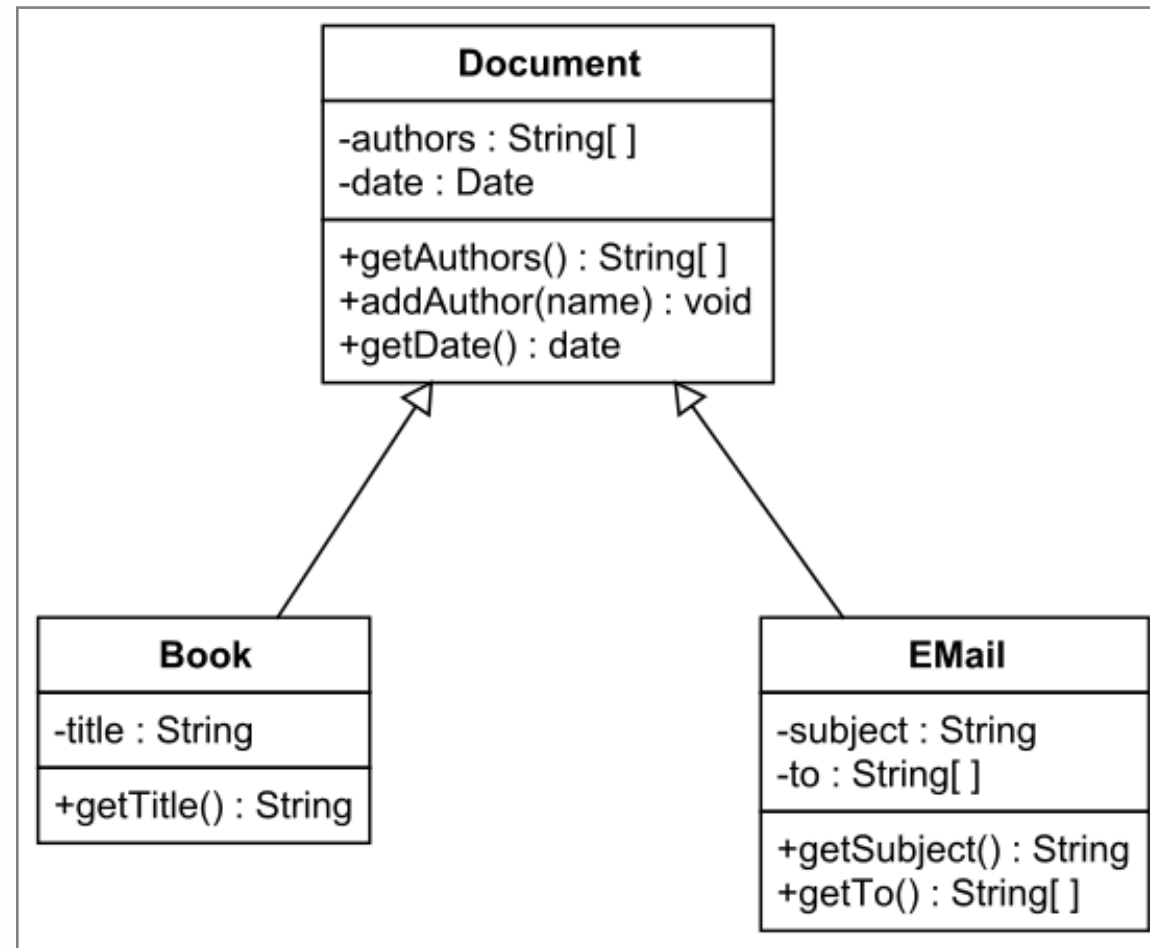 Document
-authors : String[ ]
-date : Date
+getAuthors() : String[ ]
+addAuthor(name) : void
+getDate() : date
Book
-title : String
+getTitle() : String
EMail
-subject : String
-to : String[ ]
+getSubject() : String
+getTo() : String[ ]